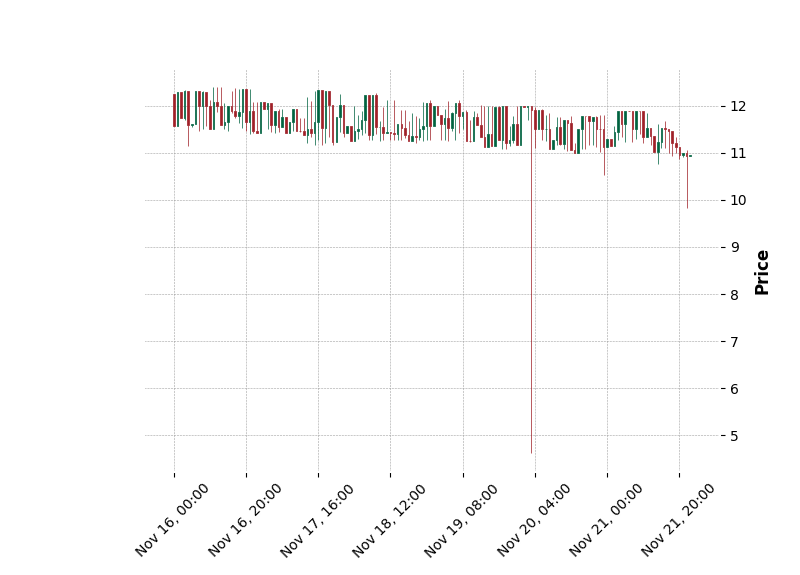 12
11
10
9
8
7
6
5
Price
Nov 16, 00:00
Nov 16, 20:00
Nov 17, 16:00
Nov 18, 12:00
Nov 19, 08:00
Nov 20, 04:00
Nov 21, 00:00
Nov 21, 20:00